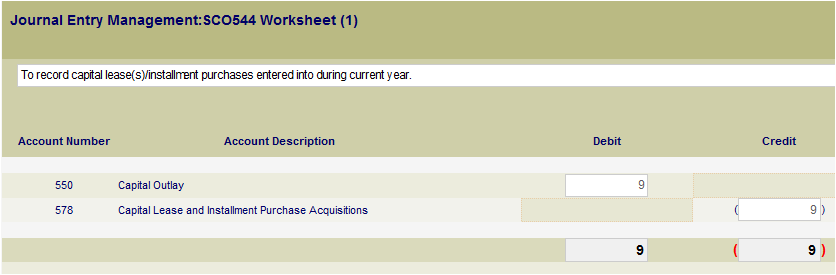 Journal Entry Management:SCO544 Worksheet (1)
To record capital lease(s)/installment purchases entered into during current year.
Account Number Account Description Debit Credit
550 Capital Outlay 9
578 Capital Lease and Installment Purchase Acquisitions ( 9 )
9 ( 9 )